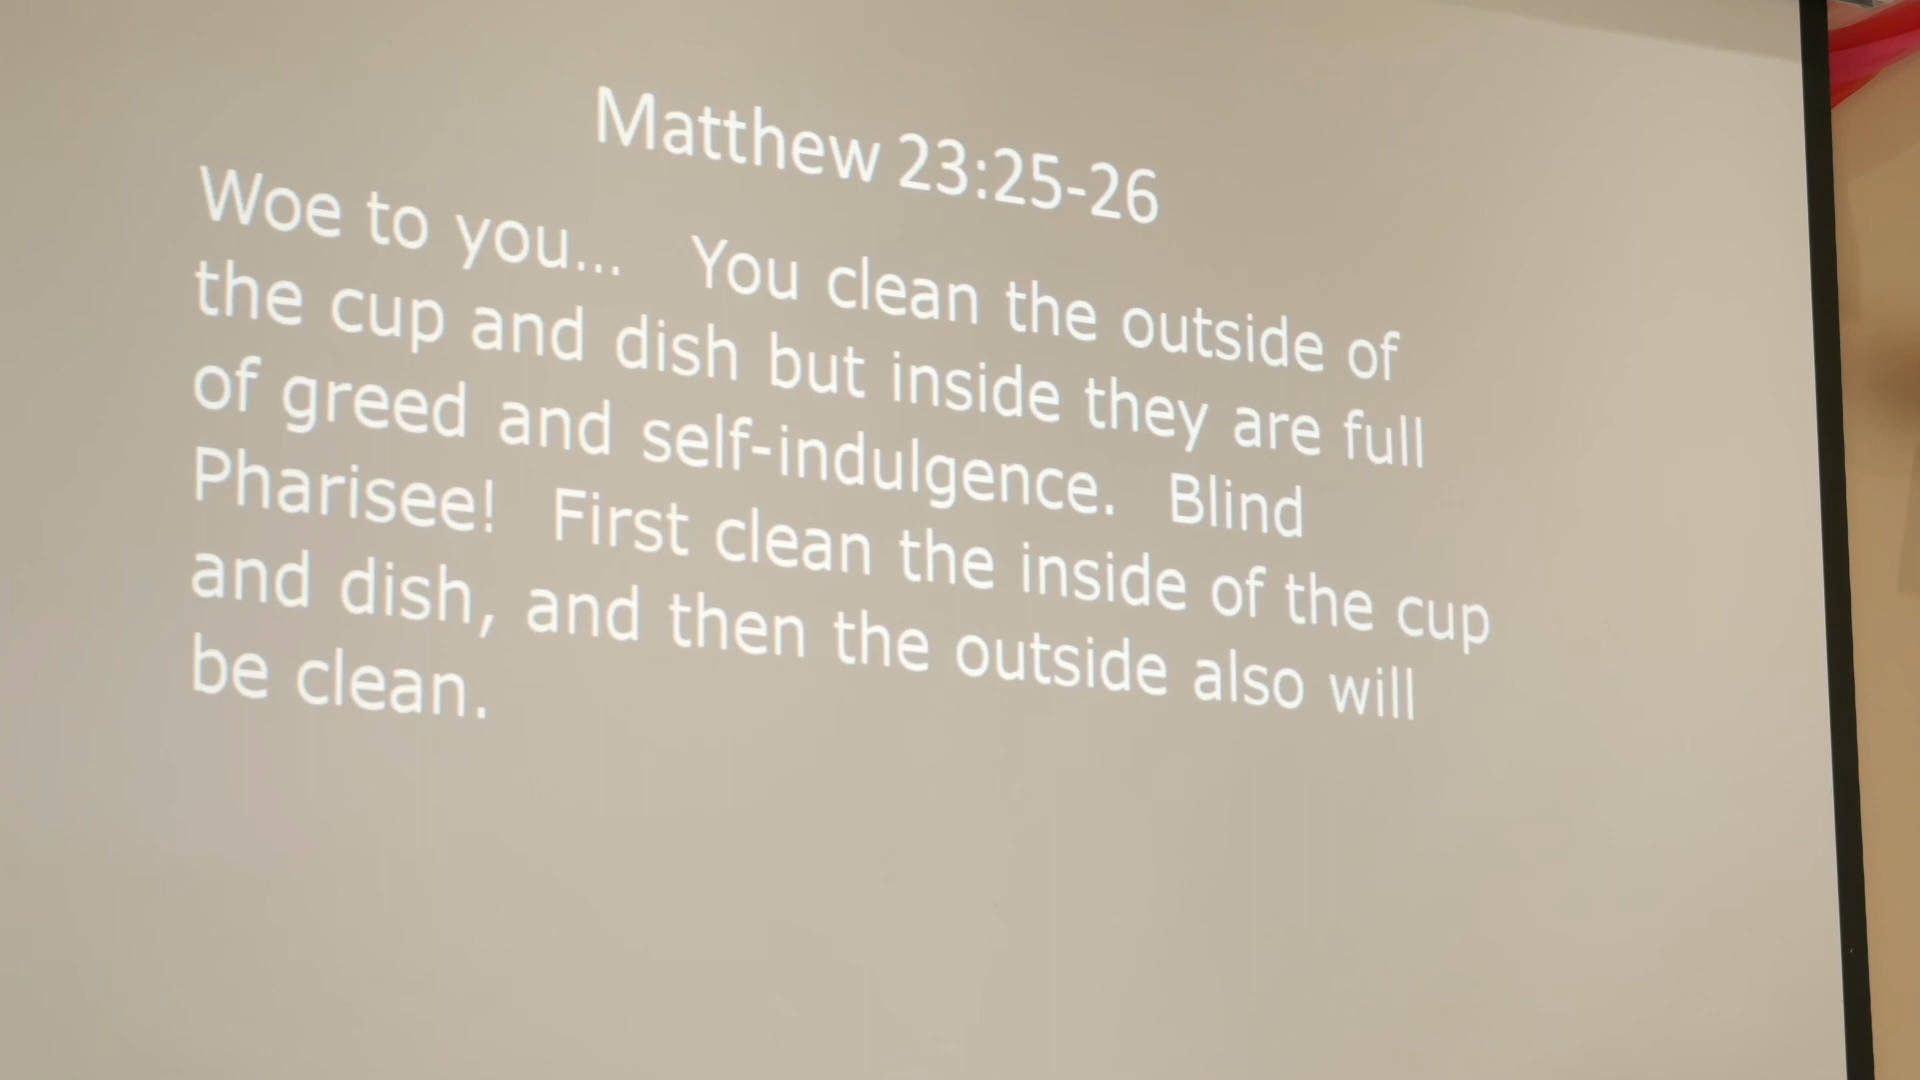 Matthew 23:25-26
Woe to you...   You clean the outside of
the cup and dish but inside they are full
of greed and self-indulgence.  Blind
Pharisee!  First clean the inside of the cup
and dish, and then the outside also will
be clean.